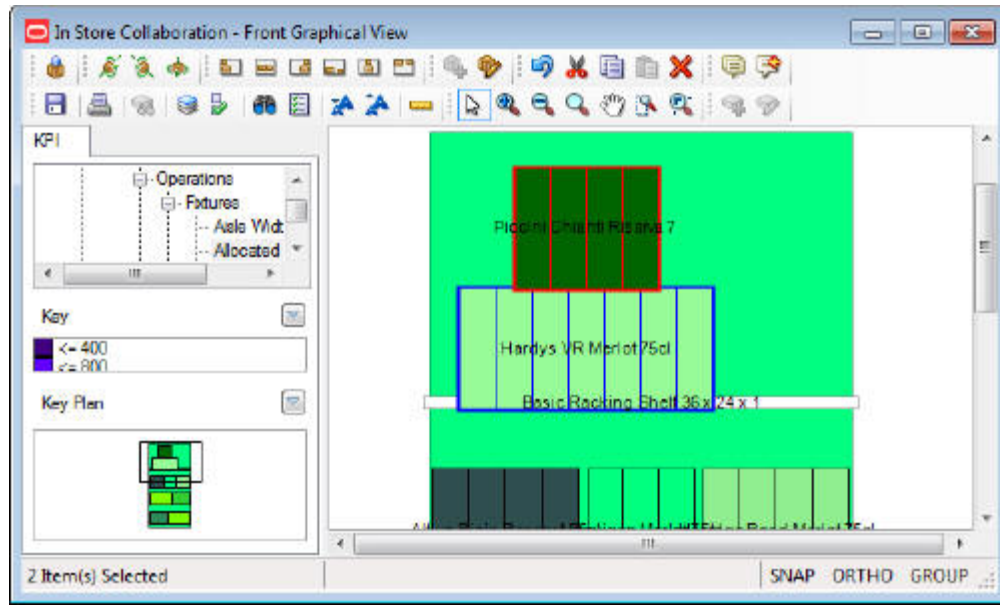 In Store Collaboration - Front Graphical View
KPI
Operations
Fixtures
Aisle Widt
Allocated
Key
<= 400
<= 800
Key Plan
Piccini Chianti Riserva 7
Hardys VR Merlot 75cl
Basic Racking Shelf 36 x 24 x 1
2 Item(s) Selected
SNAP ORTHO GROUP